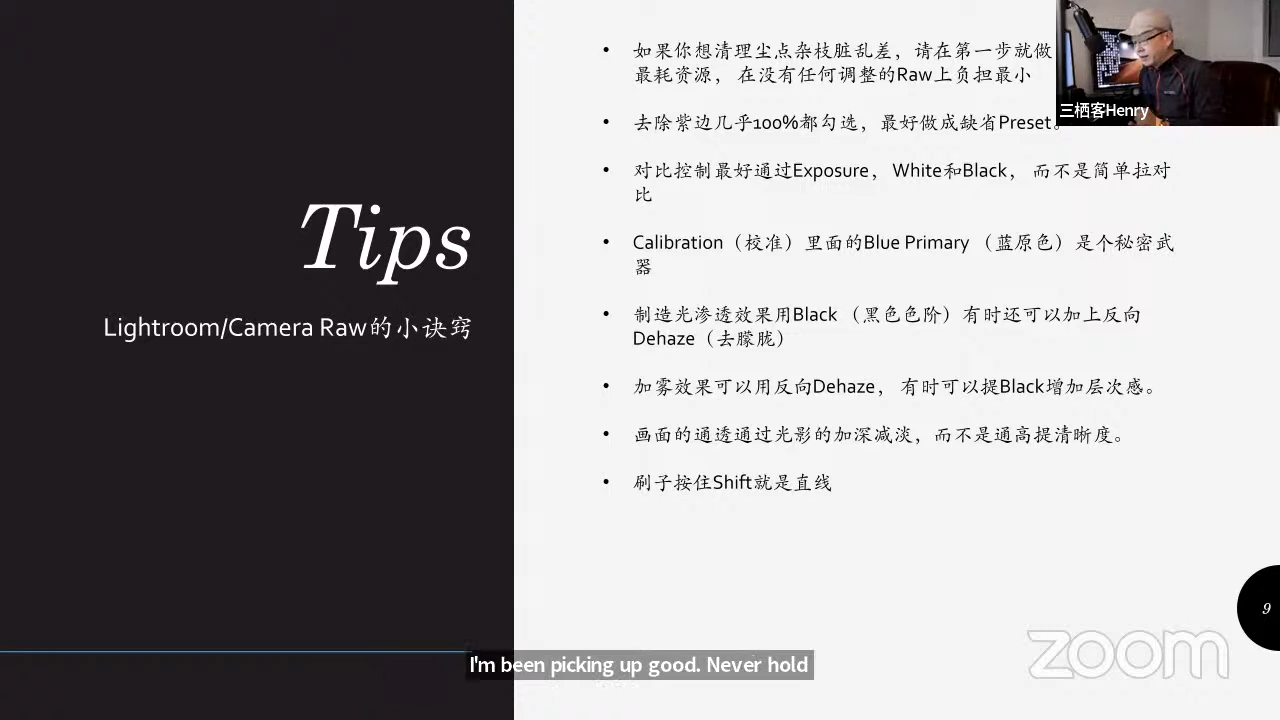 Tips
Lightroom/Camera Raw的小诀窍
• 如果你想清理尘点杂枝脏乱差，请在第一步就做
最耗资源， 在没有任何调整的Raw上负担最小
• 去除紫边几乎100%都勾选，最好做成缺省Preset。
• 对比控制最好通过Exposure， White和Black， 而不是简单拉对
比
• Calibration（校准）里面的Blue Primary （蓝原色）是个秘密武
器
• 制造光渗透效果用Black （黑色色阶）有时还可以加上反向
Dehaze（去朦胧）
• 加雾效果可以用反向Dehaze， 有时可以提Black增加层次感。
• 画面的通透通过光影的加深减淡，而不是通高提清晰度。
• 刷子按住Shift就是直线
三栖客Henry
9
zoom
I'm been picking up good. Never hold